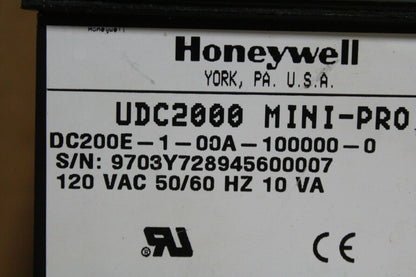 Honeywell
Honeywell
YORK, PA. U.S.A.
UDC2000 MINI-PRO
DC200E-1-00A-100000-0
S/N: 9703Y728945600007
120 VAC 50/60 HZ 10 VA
CE